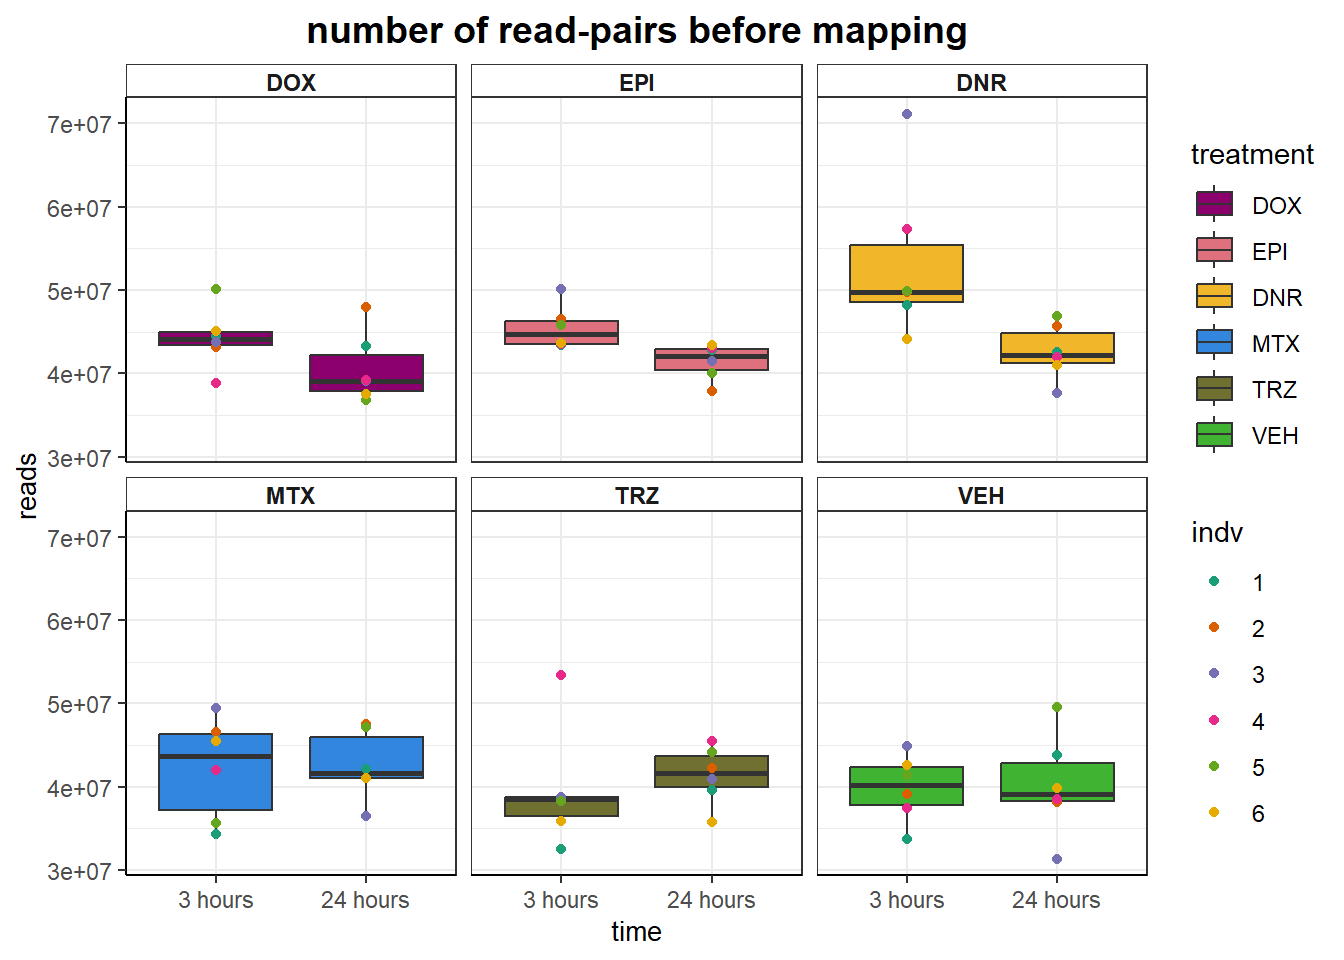 number of read-pairs before mapping
DOX EPI DNR
7e+07
6e+07
5e+07
4e+07
3e+07
reads
MTX TRZ VEH
7e+07
6e+07
5e+07
4e+07
3e+07
3 hours 24 hours 3 hours 24 hours 3 hours 24 hours
time
treatment
DOX
EPI
DNR
MTX
TRZ
VEH
indv
1
2
3
4
5
6